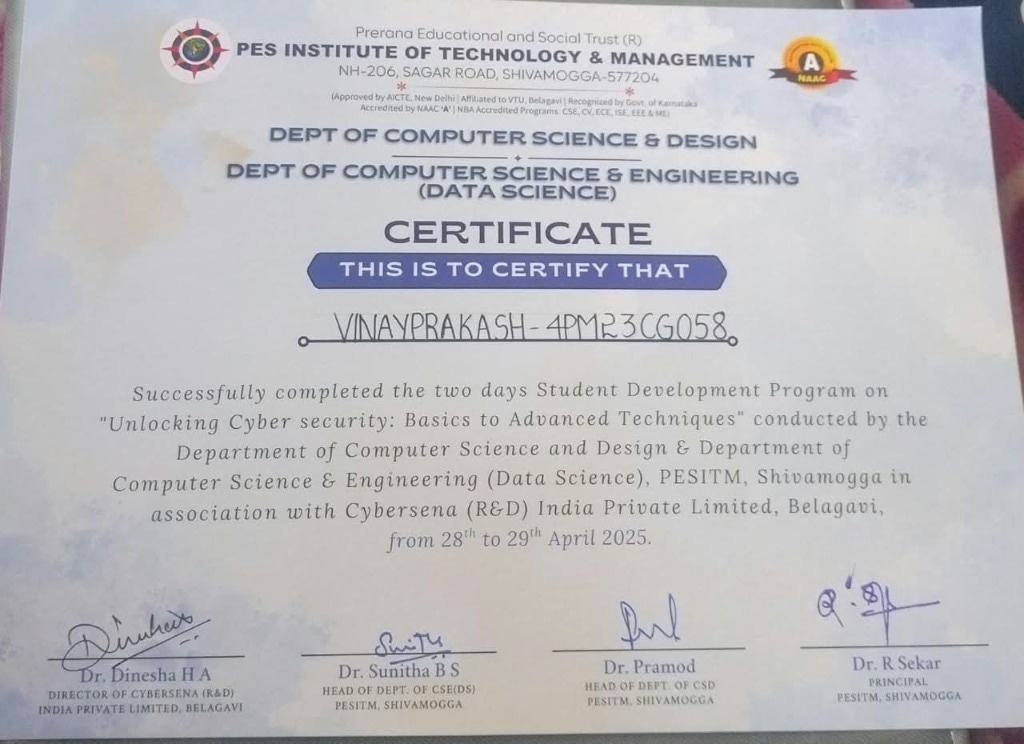 Prerana Educational and Social Trust (R)
PES INSTITUTE OF TECHNOLOGY & MANAGEMENT
NH-206, SAGAR ROAD, SHIVAMOGGA-577204
(Approved by AICTE, New Delhi | Affiliated to VTU, Belagavi | Recognized by Govt. of Karnataka
Accredited by NAAC 'A' | NBA Accredited Programs: CSE, CV, ECE, ISE, EEE & ME)
A
NAAC
DEPT OF COMPUTER SCIENCE & DESIGN
DEPT OF COMPUTER SCIENCE & ENGINEERING
(DATA SCIENCE)
CERTIFICATE
THIS IS TO CERTIFY THAT
VINAYPRAKASH-4PM23CG058
Successfully completed the two days Student Development Program on
"Unlocking Cyber security: Basics to Advanced Techniques" conducted by the
Department of Computer Science and Design & Department of
Computer Science & Engineering (Data Science), PESITM, Shivamogga in
association with Cybersena (R&D) India Private Limited, Belagavi,
from 28th to 29th April 2025.
Dr. Dinesha H A
DIRECTOR OF CYBERSENA (R&D)
INDIA PRIVATE LIMITED, BELAGAVI
Dr. Sunitha B S
HEAD OF DEPT. OF CSE(DS)
PESITM, SHIVAMOGGA
Dr. Pramod
HEAD OF DEPT. OF CSD
PESITM, SHIVAMOGGA
Dr. R Sekar
PRINCIPAL
PESITM, SHIVAMOGGA